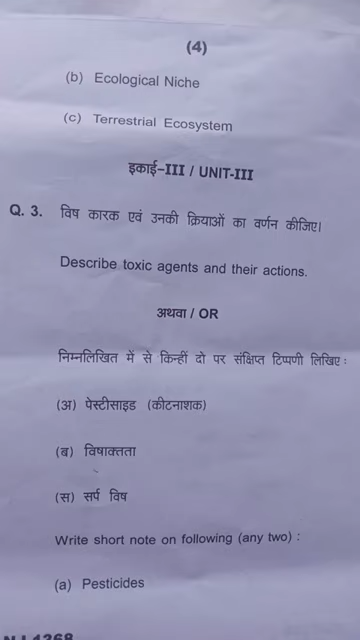 (4)
(b) Ecological Niche
(c) Terrestrial Ecosystem
इकाई–III / UNIT-III
Q. 3. विष कारक एवं उनकी क्रियाओं का वर्णन कीजिए।
Describe toxic agents and their actions.
अथवा / OR
निम्नलिखित में से किन्हीं दो पर संक्षिप्त टिप्पणी लिखिए :
(अ) पेस्टीसाइड (कीटनाशक)
(ब) विषाक्तता
(स) सर्प विष
Write short note on following (any two) :
(a) Pesticides